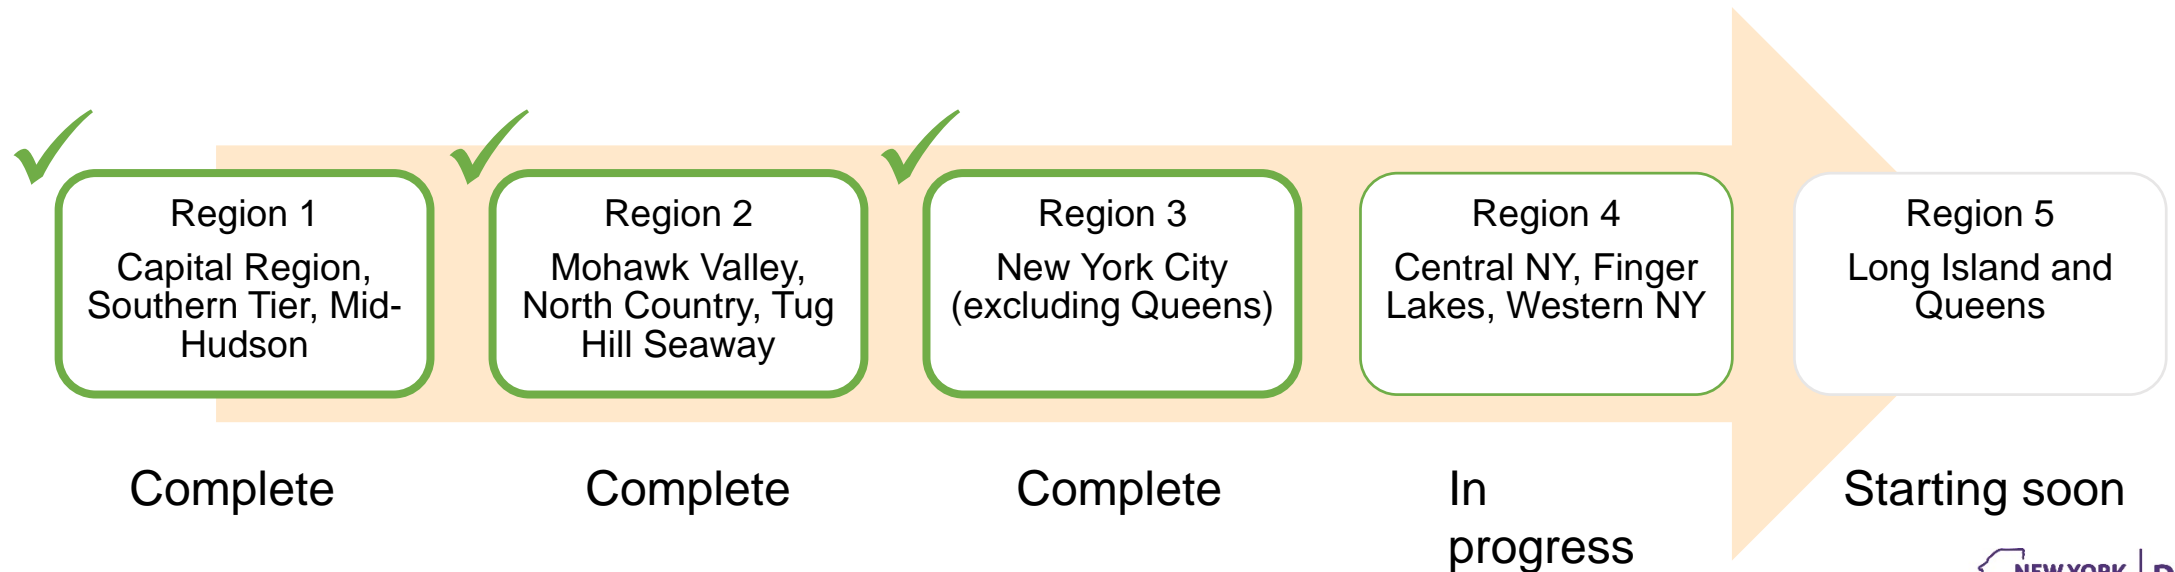 Region 1
Capital Region,
Southern Tier, Mid-
Hudson
Region 2
Mohawk Valley,
North Country, Tug
Hill Seaway
Region 3
New York City
(excluding Queens)
Region 4
Central NY, Finger
Lakes, Western NY
Region 5
Long Island and
Queens
Complete
Complete
Complete
In
progress
Starting soon
NEW YORK